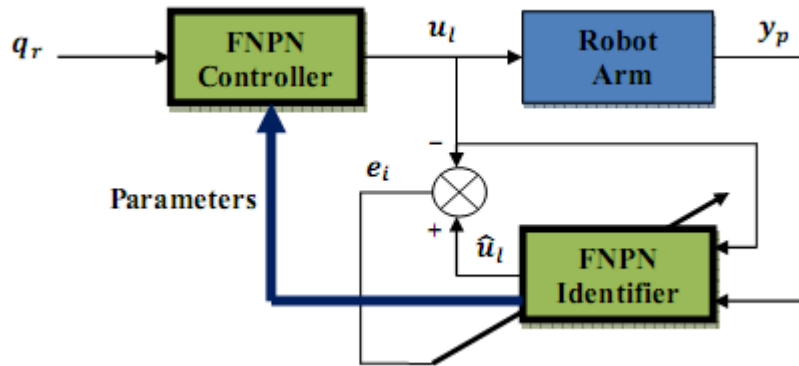 q_r
FNPN
Controller
u_l
Robot
Arm
y_p
−
e_i
Parameters
+
û_l
FNPN
Identifier